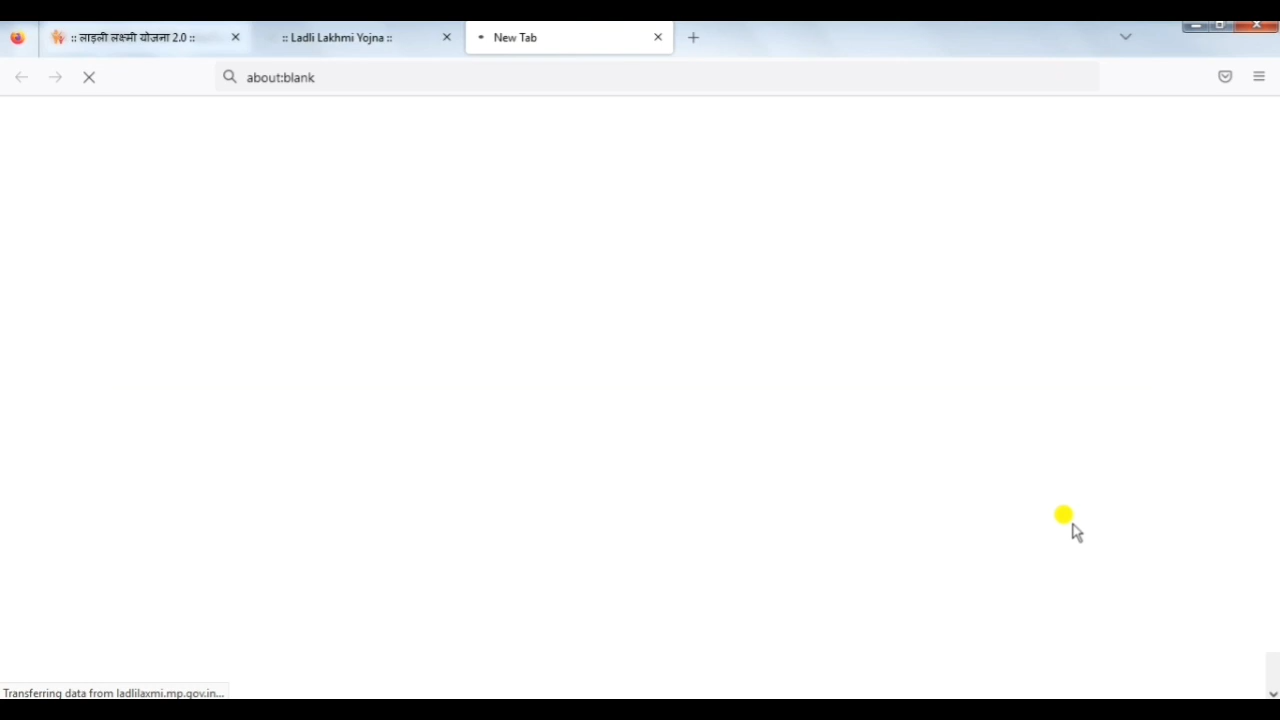 :: लाड़ली लक्ष्मी योजना 2.0 ::
:: Ladli Lakhmi Yojna ::
New Tab
about:blank
Transferring data from ladlilaxmi.mp.gov.in...